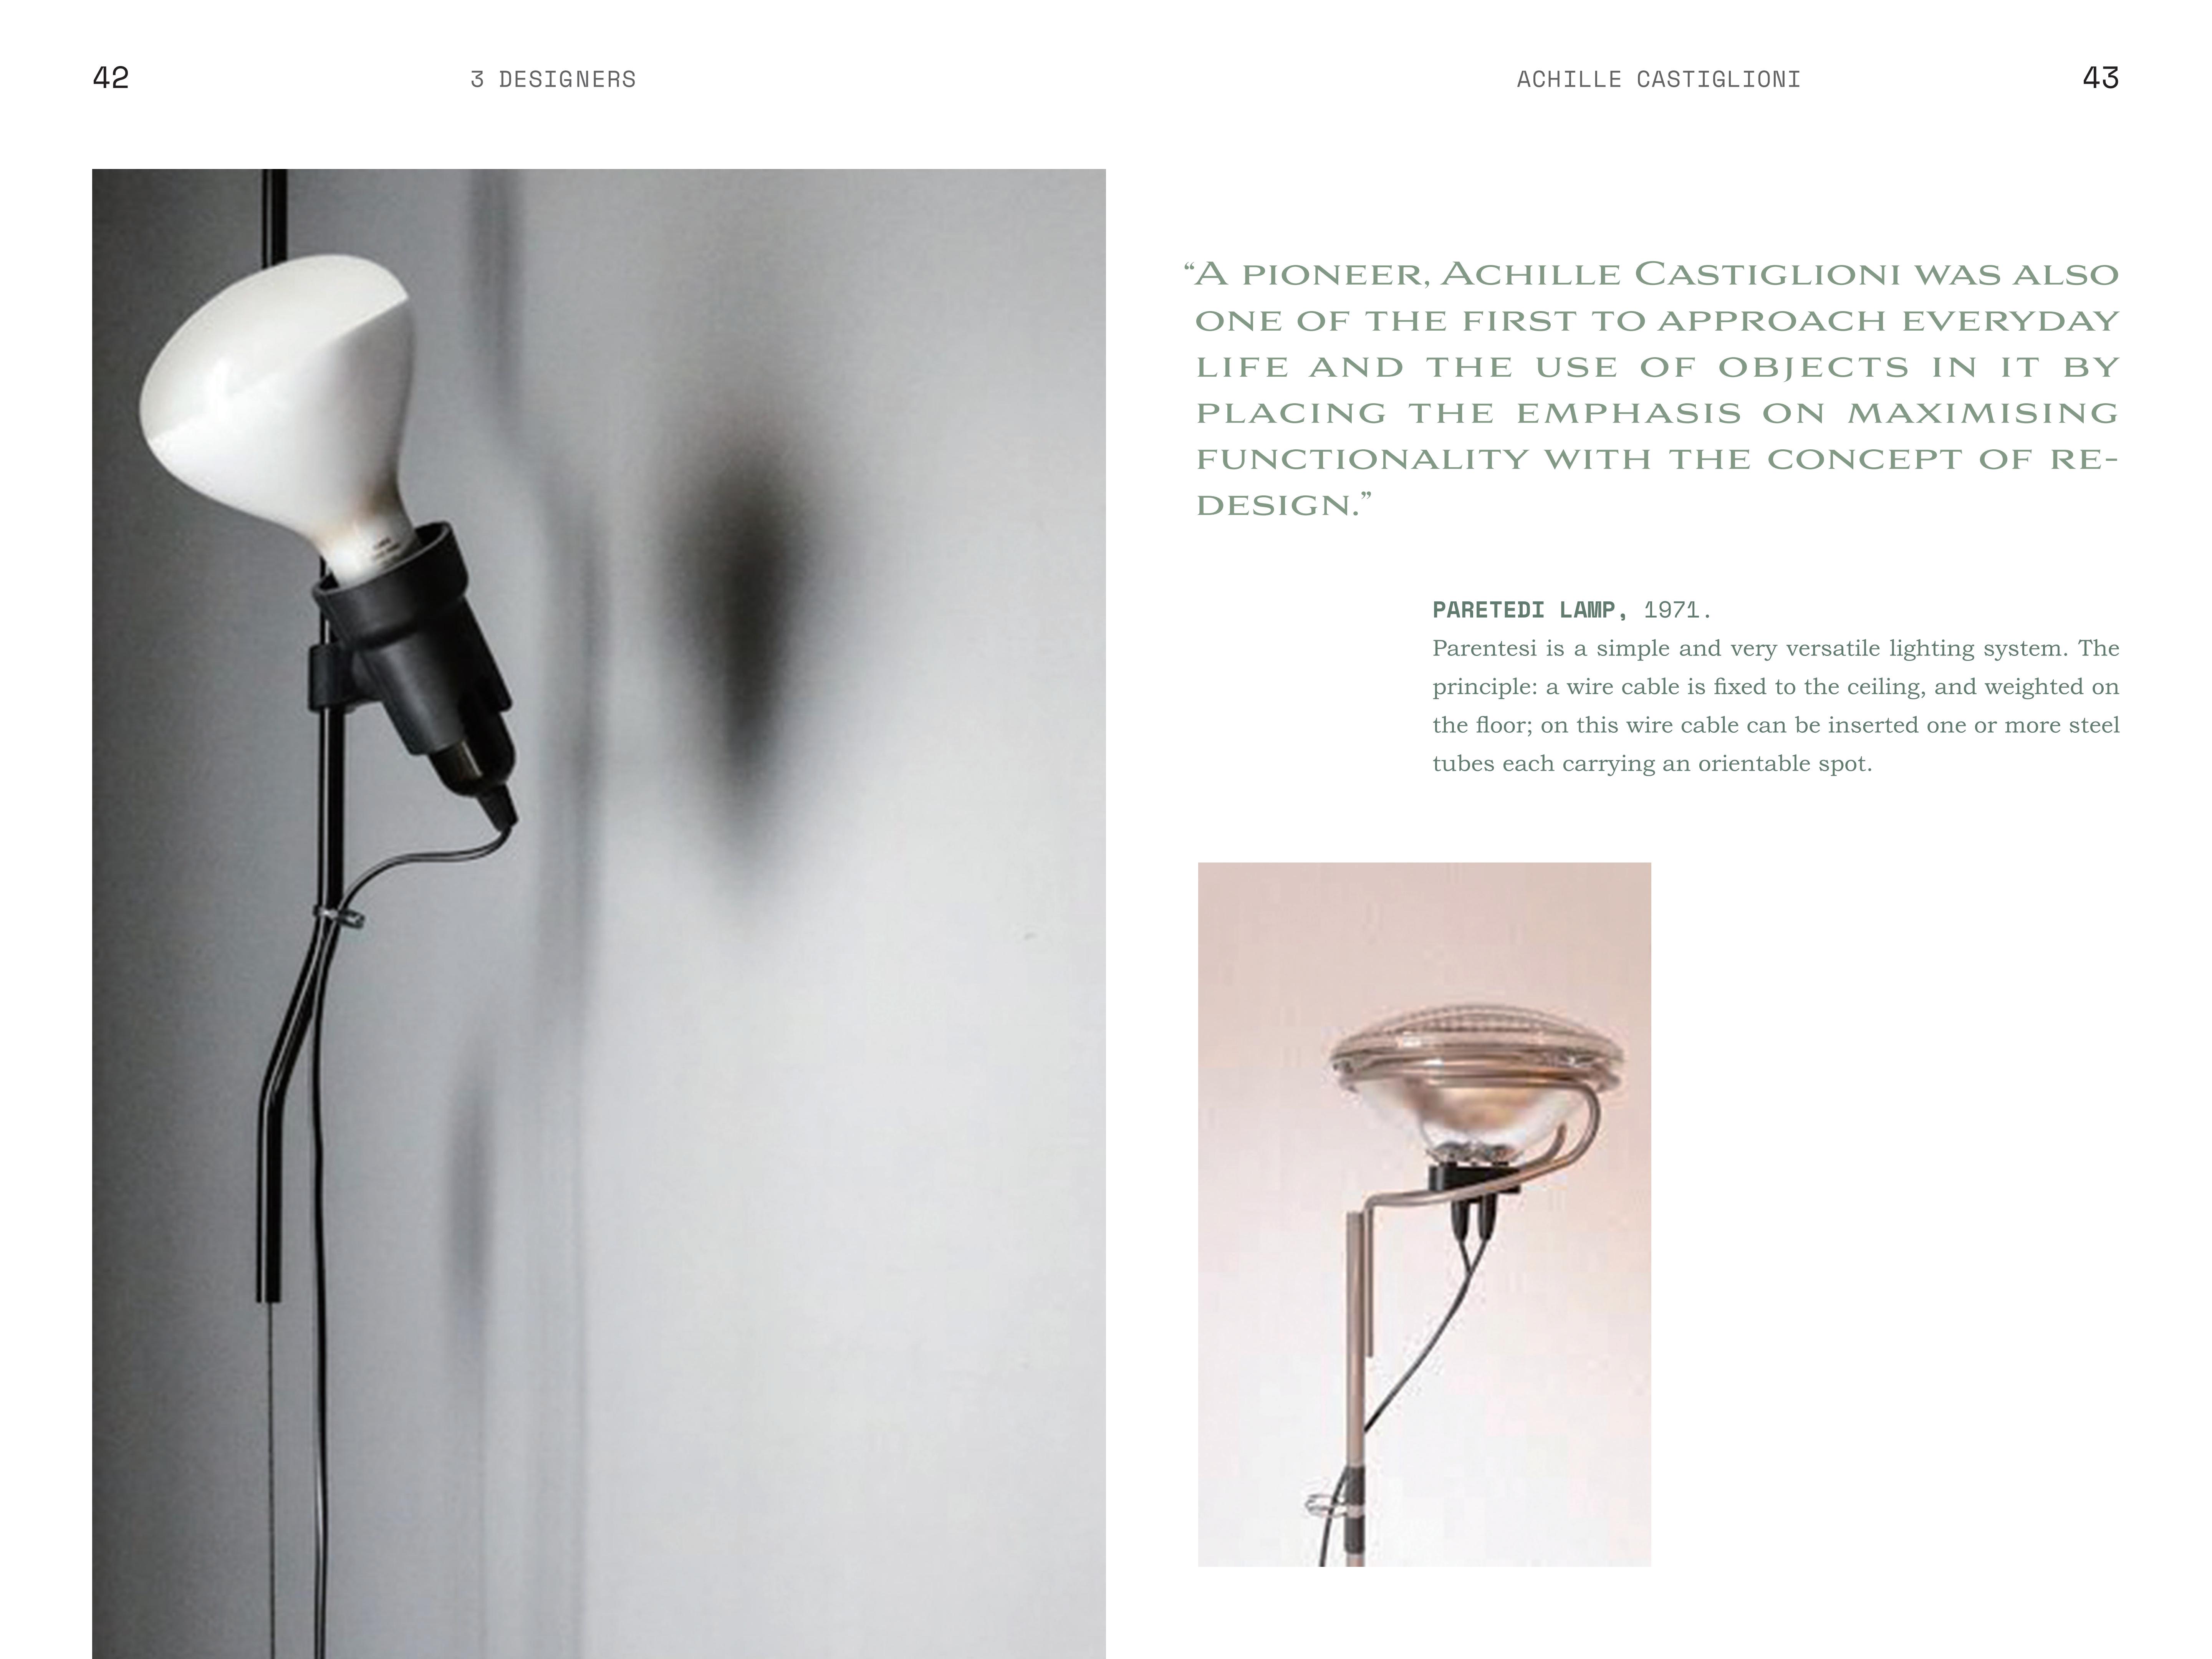 42
3 DESIGNERS
ACHILLE CASTIGLIONI
43
“A PIONEER, ACHILLE CASTIGLIONI WAS ALSO
ONE OF THE FIRST TO APPROACH EVERYDAY
LIFE AND THE USE OF OBJECTS IN IT BY
PLACING THE EMPHASIS ON MAXIMISING
FUNCTIONALITY WITH THE CONCEPT OF RE-
DESIGN.”
PARETEDI LAMP, 1971.
Parentesi is a simple and very versatile lighting system. The
principle: a wire cable is fixed to the ceiling, and weighted on
the floor; on this wire cable can be inserted one or more steel
tubes each carrying an orientable spot.